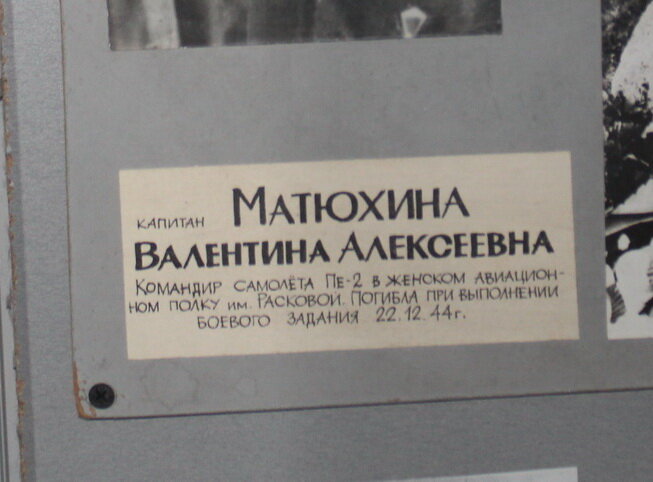 КАПИТАН МАТЮХИНА
ВАЛЕНТИНА АЛЕКСЕЕВНА
КОМАНДИР САМОЛЁТА ПЕ-2 В ЖЕНСКОМ АВИАЦИОН-
НОМ ПОЛКУ ИМ. РАСКОВОЙ. ПОГИБЛА ПРИ ВЫПОЛНЕНИИ
БОЕВОГО ЗАДАНИЯ 22.12.44г.